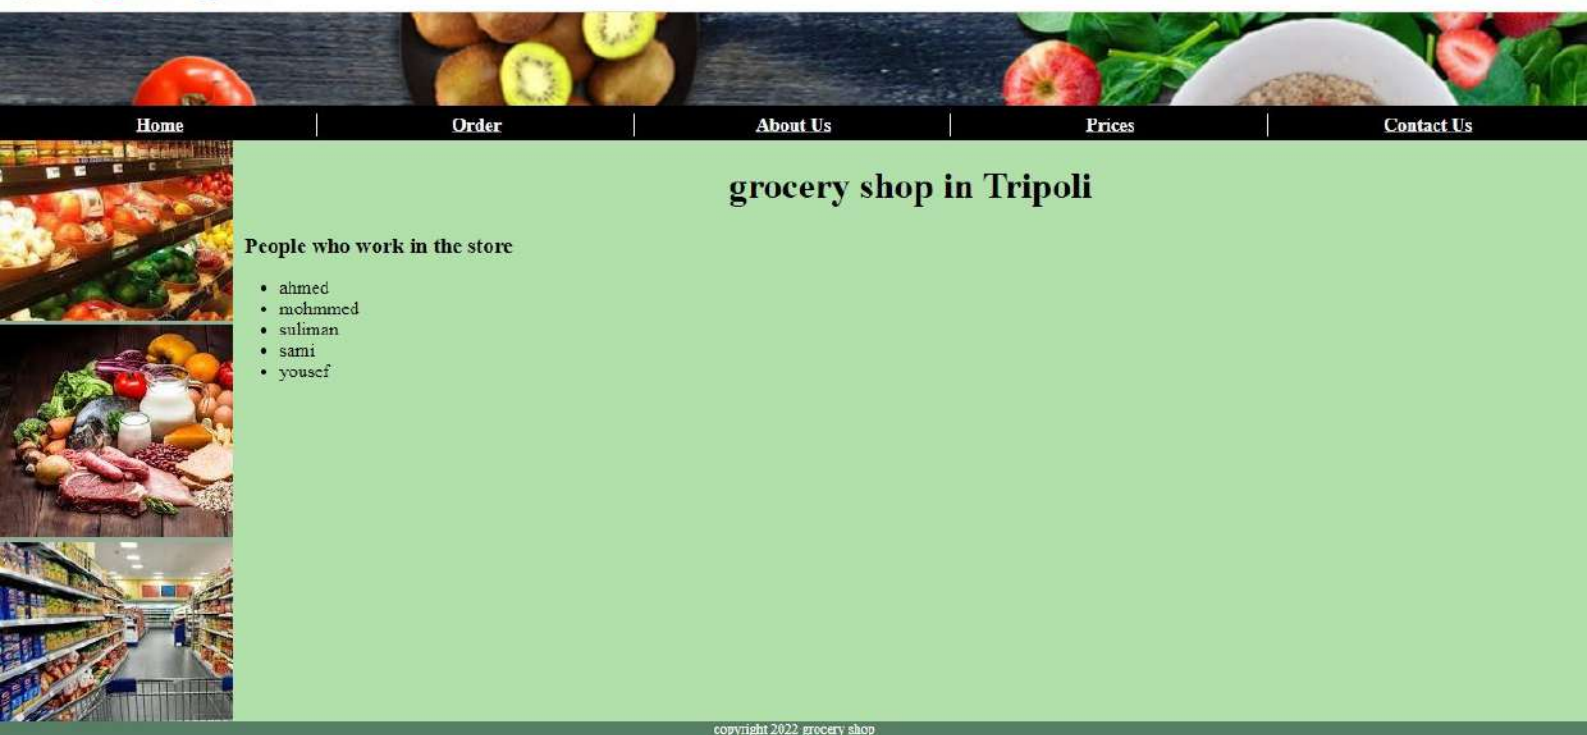 Home Order About Us Prices Contact Us
grocery shop in Tripoli
People who work in the store
ahmed
mohmmed
suliman
sami
yousef
copyright 2022 grocery shop